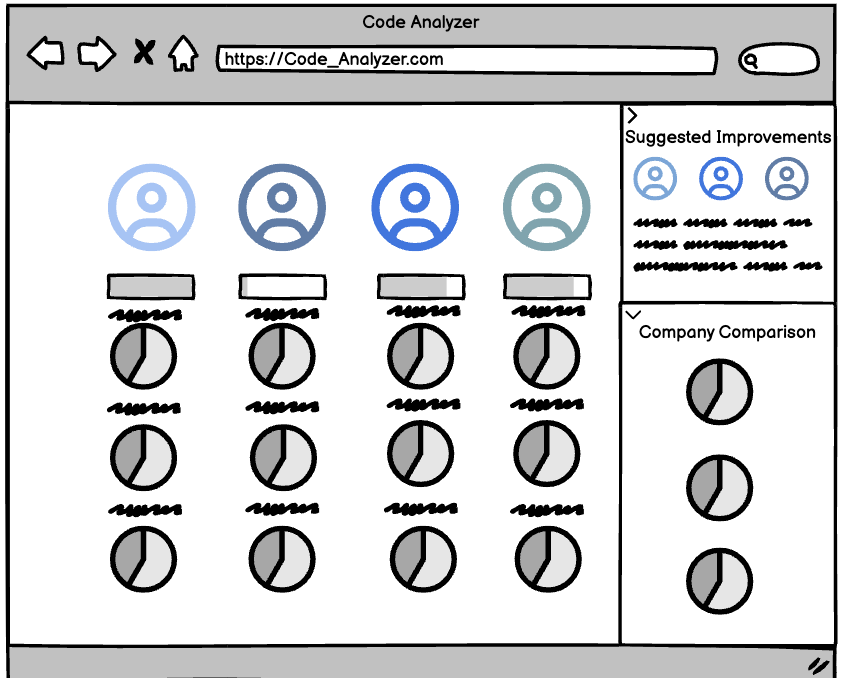 Code Analyzer
https://Code_Analyzer.com
Suggested Improvements
Company Comparison